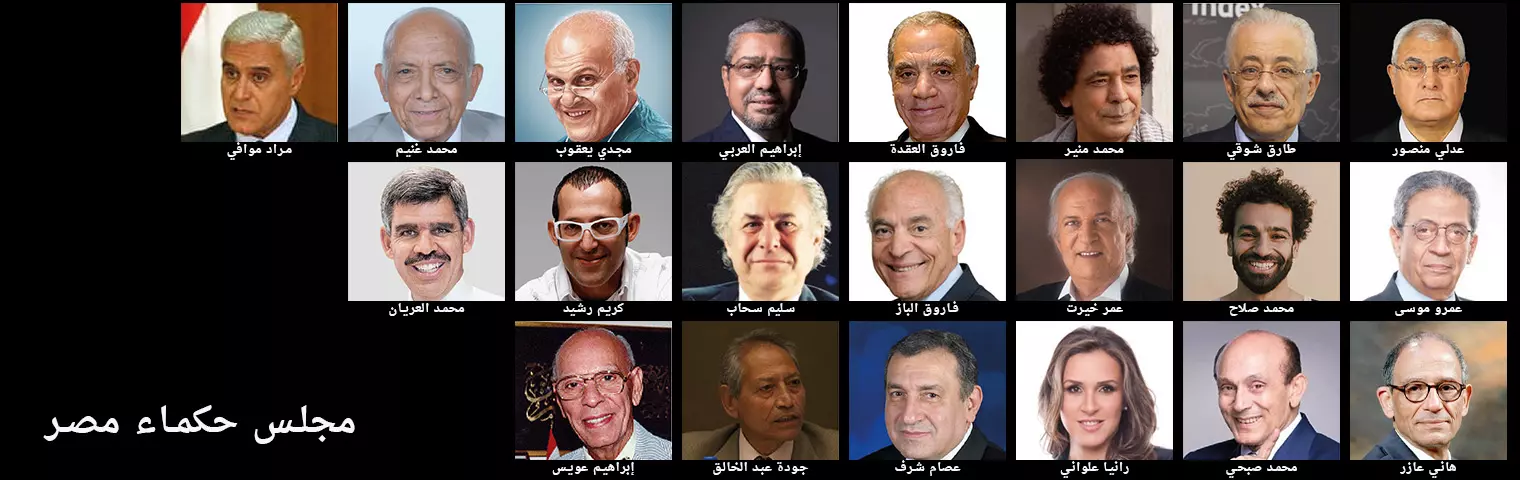 Index
عدلي منصور
طارق شوقي
محمد منير
فاروق العقدة
إبراهيم العربي
مجدي يعقوب
محمد غنيم
مراد موافي
عمرو موسى
محمد صلاح
عمر خيرت
فاروق الباز
سليم سحاب
كريم رشيد
محمد العريان
هاني عازر
محمد صبحي
رانيا علواني
عصام شرف
جودة عبد الخالق
إبراهيم عويس
مجلس حكماء مصر